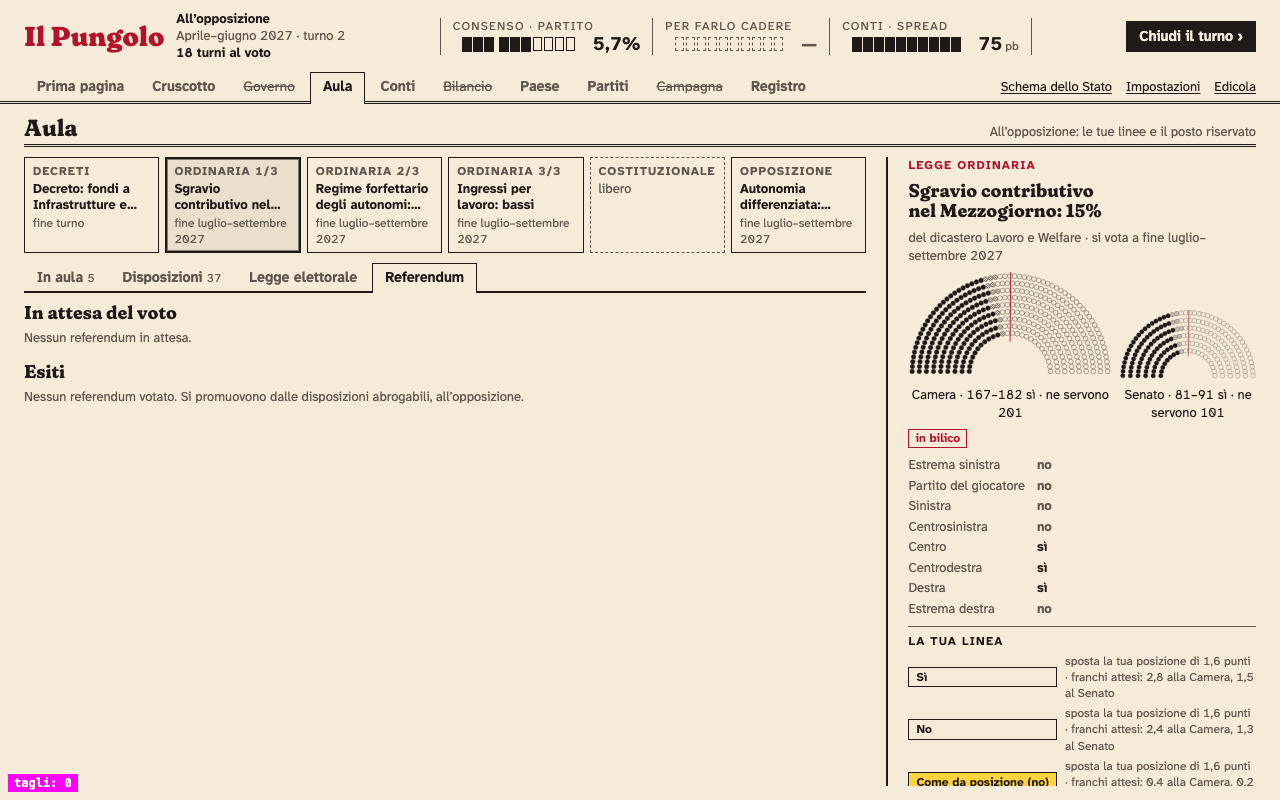 Il Pungolo
All’opposizione
Aprile–giugno 2027 · turno 2
18 turni al voto
CONSENSO · PARTITO
5,7%
PER FARLO CADERE
—
CONTI · SPREAD
75 pb
Chiudi il turno ›
Prima pagina
Cruscotto
Governo
Aula
Conti
Bilancio
Paese
Partiti
Campagna
Registro
Schema dello Stato
Impostazioni
Edicola
Aula
All’opposizione: le tue linee e il posto riservato
DECRETI
Decreto: fondi a
Infrastrutture e…
fine turno
ORDINARIA 1/3
Sgravio
contributivo nel…
fine luglio–settembre
2027
ORDINARIA 2/3
Regime forfettario
degli autonomi:…
fine luglio–settembre
2027
ORDINARIA 3/3
Ingressi per
lavoro: bassi
fine luglio–settembre
2027
COSTITUZIONALE
libero
OPPOSIZIONE
Autonomia
differenziata:…
fine luglio–settembre
2027
In aula 5
Disposizioni 37
Legge elettorale
Referendum
In attesa del voto
Nessun referendum in attesa.
Esiti
Nessun referendum votato. Si promuovono dalle disposizioni abrogabili, all’opposizione.
LEGGE ORDINARIA
Sgravio contributivo
nel Mezzogiorno: 15%
del dicastero Lavoro e Welfare · si vota a fine luglio–
settembre 2027
Camera · 167–182 sì · ne servono
201
Senato · 81–91 sì · ne
servono 101
in bilico
Estrema sinistra no
Partito del giocatore no
Sinistra no
Centrosinistra no
Centro sì
Centrodestra sì
Destra sì
Estrema destra no
LA TUA LINEA
Sì
sposta la tua posizione di 1,6 punti
· franchi attesi: 2,8 alla Camera, 1,5
al Senato
No
sposta la tua posizione di 1,6 punti
· franchi attesi: 2,4 alla Camera, 1,3
al Senato
Come da posizione (no)
sposta la tua posizione di 1,6 punti
· franchi attesi: 0,4 alla Camera, 0,2
tagli: 0